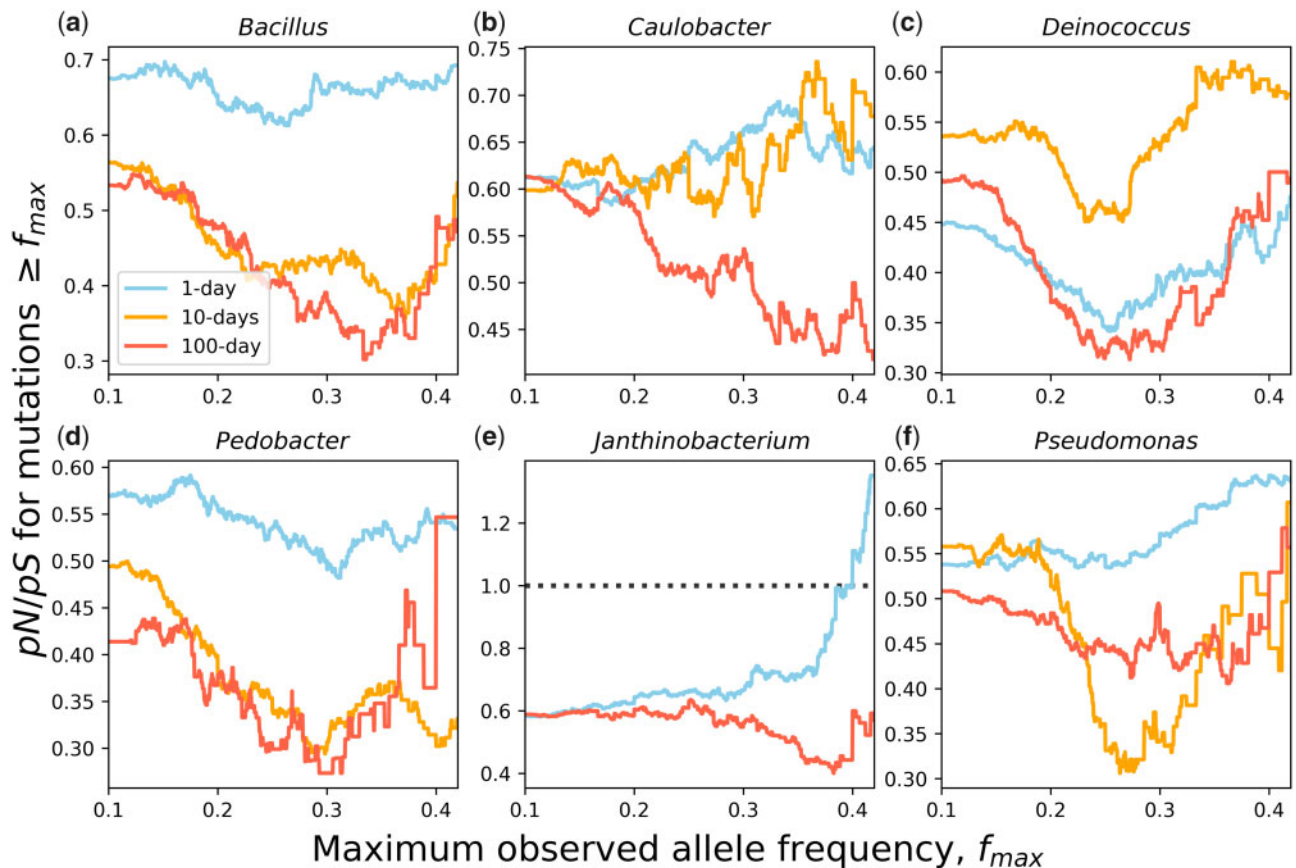 (a) Bacillus
(b) Caulobacter
(c) Deinococcus
0.7
0.6
0.5
0.4
0.3
1-day
10-days
100-day
0.1 0.2 0.3 0.4
0.75
0.70
0.65
0.60
0.55
0.50
0.45
0.1 0.2 0.3 0.4
0.60
0.55
0.50
0.45
0.40
0.35
0.30
0.1 0.2 0.3 0.4
pN/pS for mutations ≥ fmax
(d) Pedobacter
(e) Janthinobacterium
(f) Pseudomonas
0.60
0.55
0.50
0.45
0.40
0.35
0.30
0.1 0.2 0.3 0.4
1.2
1.0
0.8
0.6
0.4
0.1 0.2 0.3 0.4
0.65
0.60
0.55
0.50
0.45
0.40
0.35
0.30
0.1 0.2 0.3 0.4
Maximum observed allele frequency, fmax